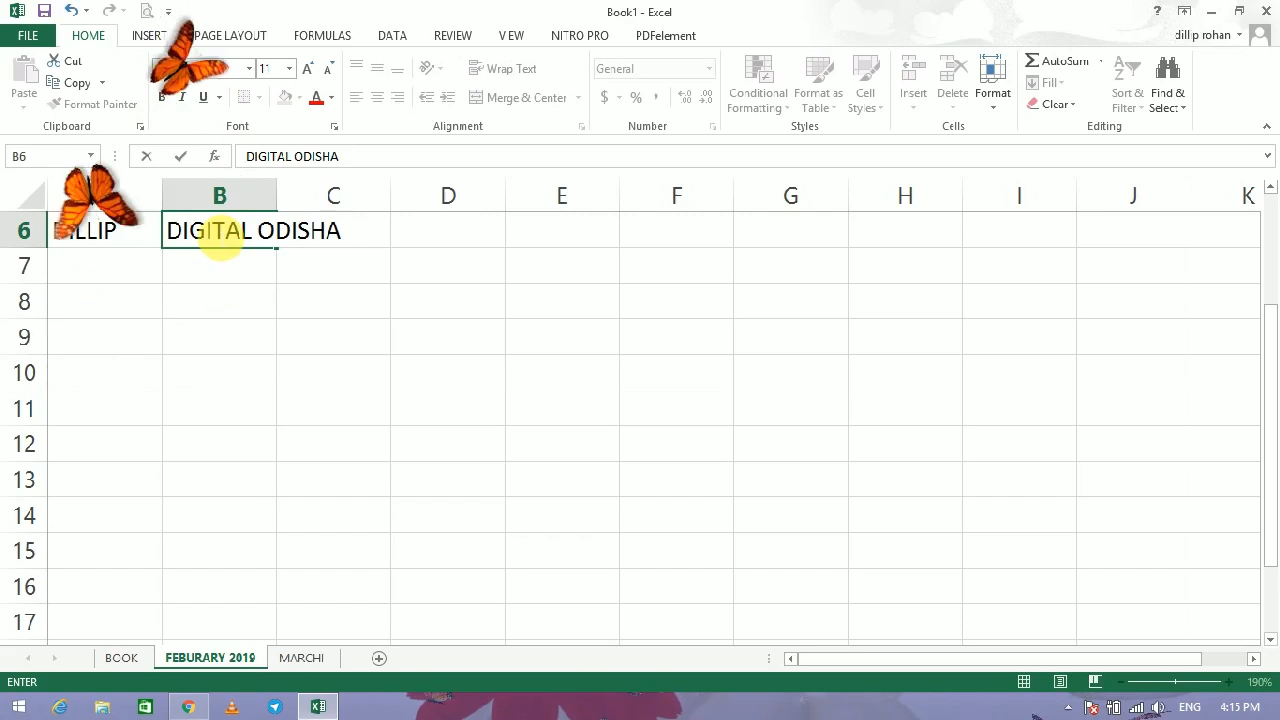 Book1 - Excel
FILE HOME INSERT PAGE LAYOUT FORMULAS DATA REVIEW VIEW NITRO PRO PDFelement dillip rohan
Paste Cut Copy Format Painter Clipboard
11 B I U A Font
Wrap Text Merge & Center Alignment
General $ % , Number
Conditional Formatting Format as Table Cell Styles Styles
Insert Delete Format Cells
AutoSum Fill Clear Sort & Filter Find & Select Editing
B6 fx DIGITAL ODISHA
B C D E F G H I J K
6 DIGITAL ODISHA
7
8
9
10
11
12
13
14
15
16
17
BOOK FEBURARY 2019 MARCHI
ENTER 190%
ENG 4:15 PM